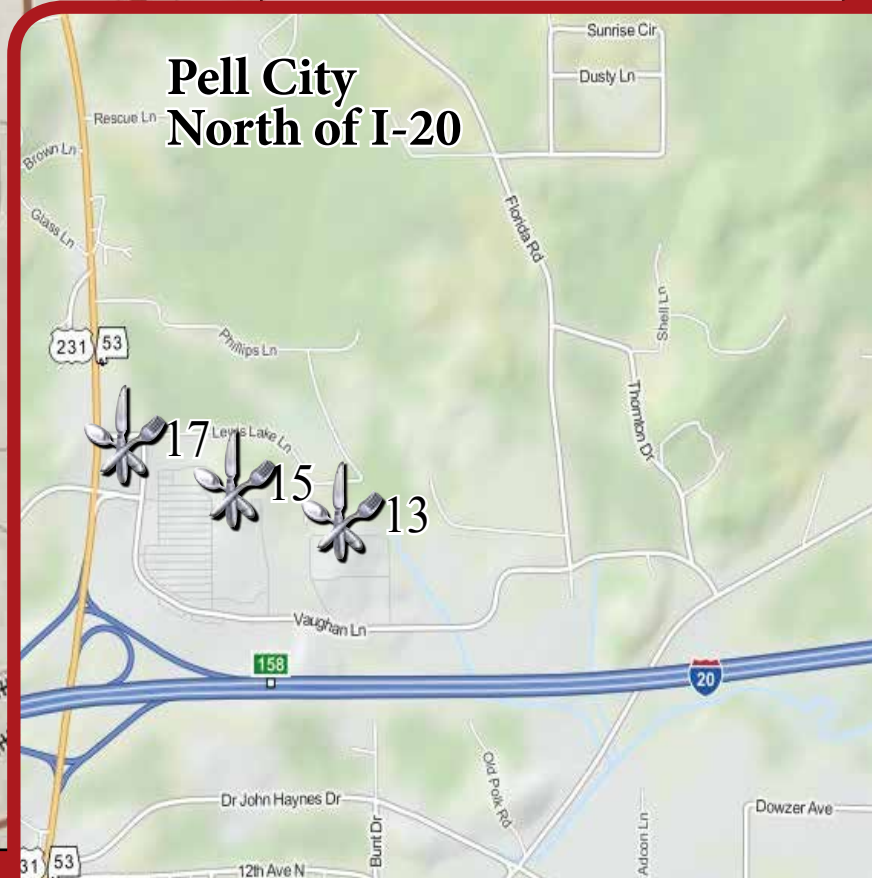 Pell City
North of I-20
Sunrise Cir
Dusty Ln
Rescue Ln
Brown Ln
Glass Ln
Florida Rd
231
53
Phillips Ln
Shell Ln
Thornton Dr
17
Lewis Lake Ln
15
13
Vaughan Ln
158
20
Old Polk Rd
Dr John Haynes Dr
Bunt Dr
Adcon Ln
Dowzer Ave
31
53
12th Ave N